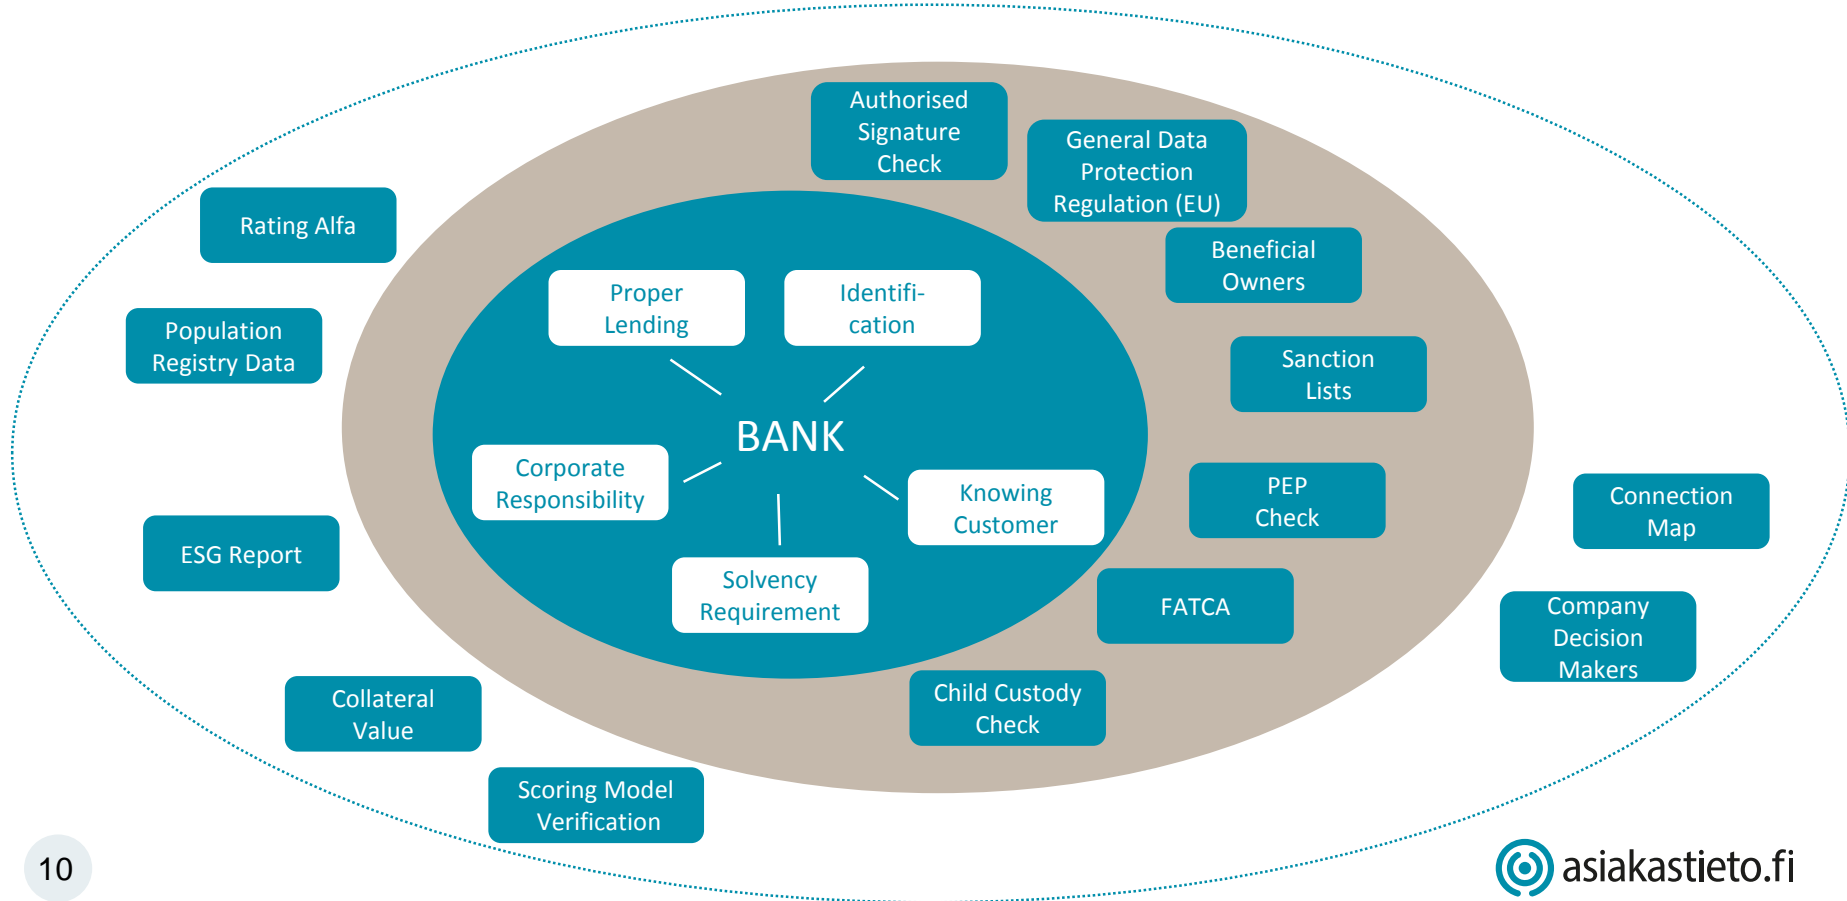 Authorised
Signature
Check
General Data
Protection
Regulation (EU)
Rating Alfa
Beneficial
Owners
Proper
Lending
Identifi-
cation
Population
Registry Data
Sanction
Lists
BANK
Corporate
Responsibility
Knowing
Customer
PEP
Check
Connection
Map
ESG Report
Solvency
Requirement
FATCA
Company
Decision
Makers
Collateral
Value
Child Custody
Check
Scoring Model
Verification
10
asiakastieto.fi